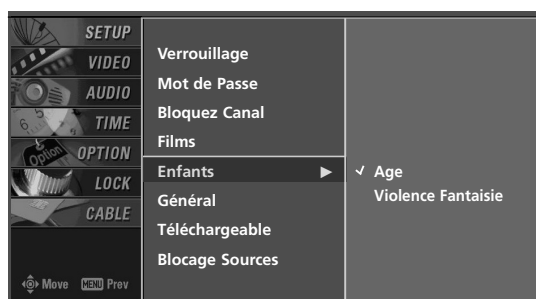 SETUP
VIDEO
AUDIO
TIME
Option OPTION
LOCK
CABLE
Move MENU Prev
Verrouillage
Mot de Passe
Bloquez Canal
Films
Enfants
Général
Téléchargeable
Blocage Sources
Age
Violence Fantaisie